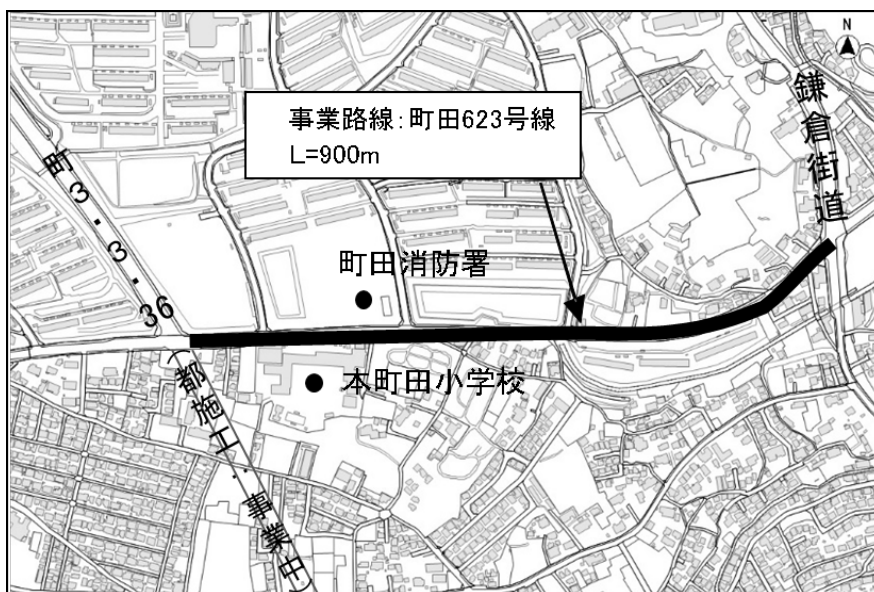 N
鎌倉街道
事業路線:町田623号線
L=900m
町3・3・36
(都施工・事業中)
町田消防署
本町田小学校